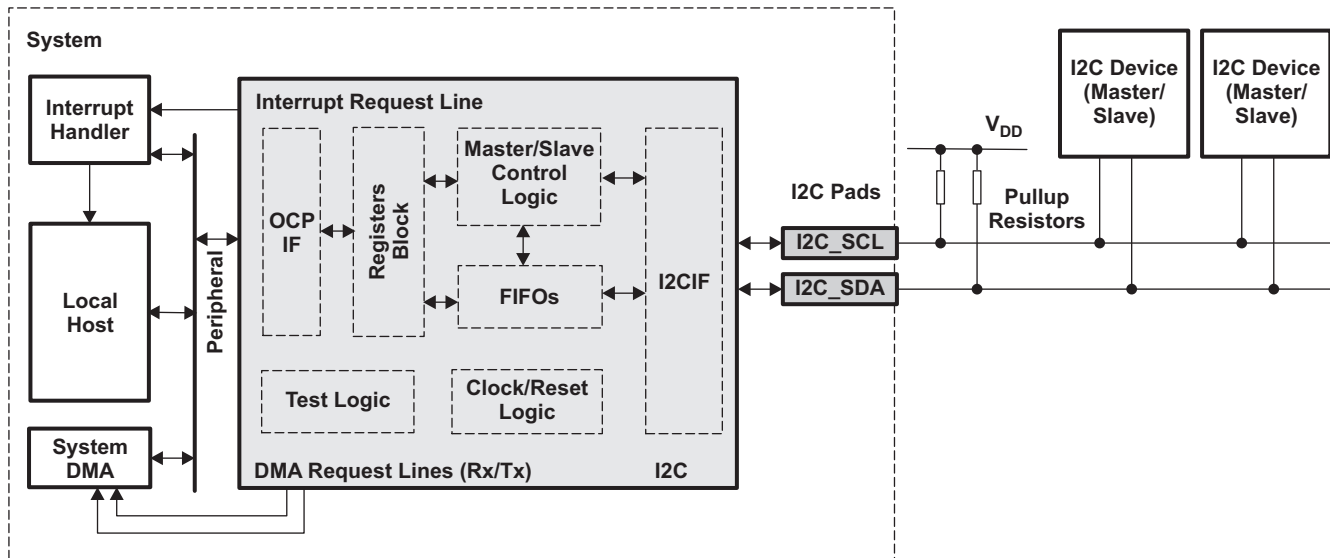 System
Interrupt
Handler
Local
Host
System
DMA
Peripheral
Interrupt Request Line
OCP
IF
Registers
Block
Master/Slave
Control
Logic
FIFOs
I2CIF
Test Logic
Clock/Reset
Logic
DMA Request Lines (Rx/Tx)
I2C
I2C Pads
I2C_SCL
I2C_SDA
VDD
Pullup
Resistors
I2C Device
(Master/
Slave)
I2C Device
(Master/
Slave)